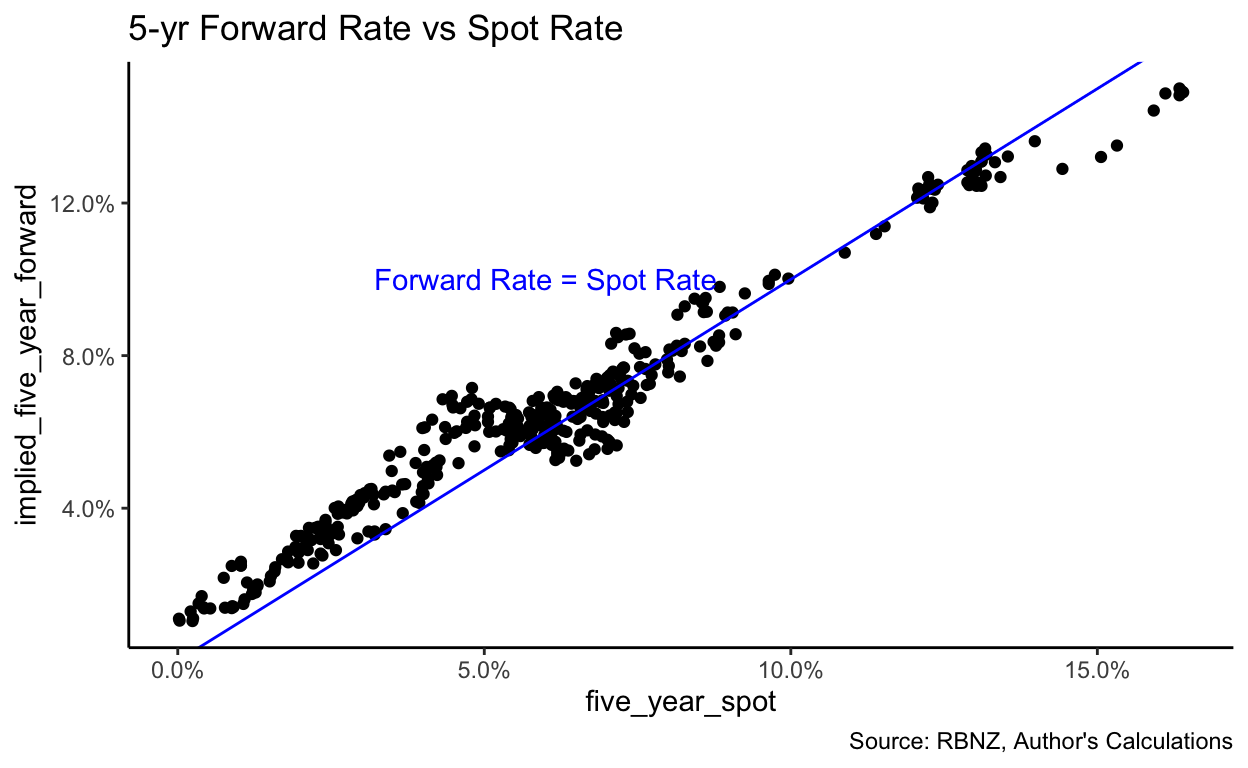 5-yr Forward Rate vs Spot Rate
implied_five_year_forward
12.0%
8.0%
4.0%
Forward Rate = Spot Rate
0.0%
5.0%
10.0%
15.0%
five_year_spot
Source: RBNZ, Author's Calculations